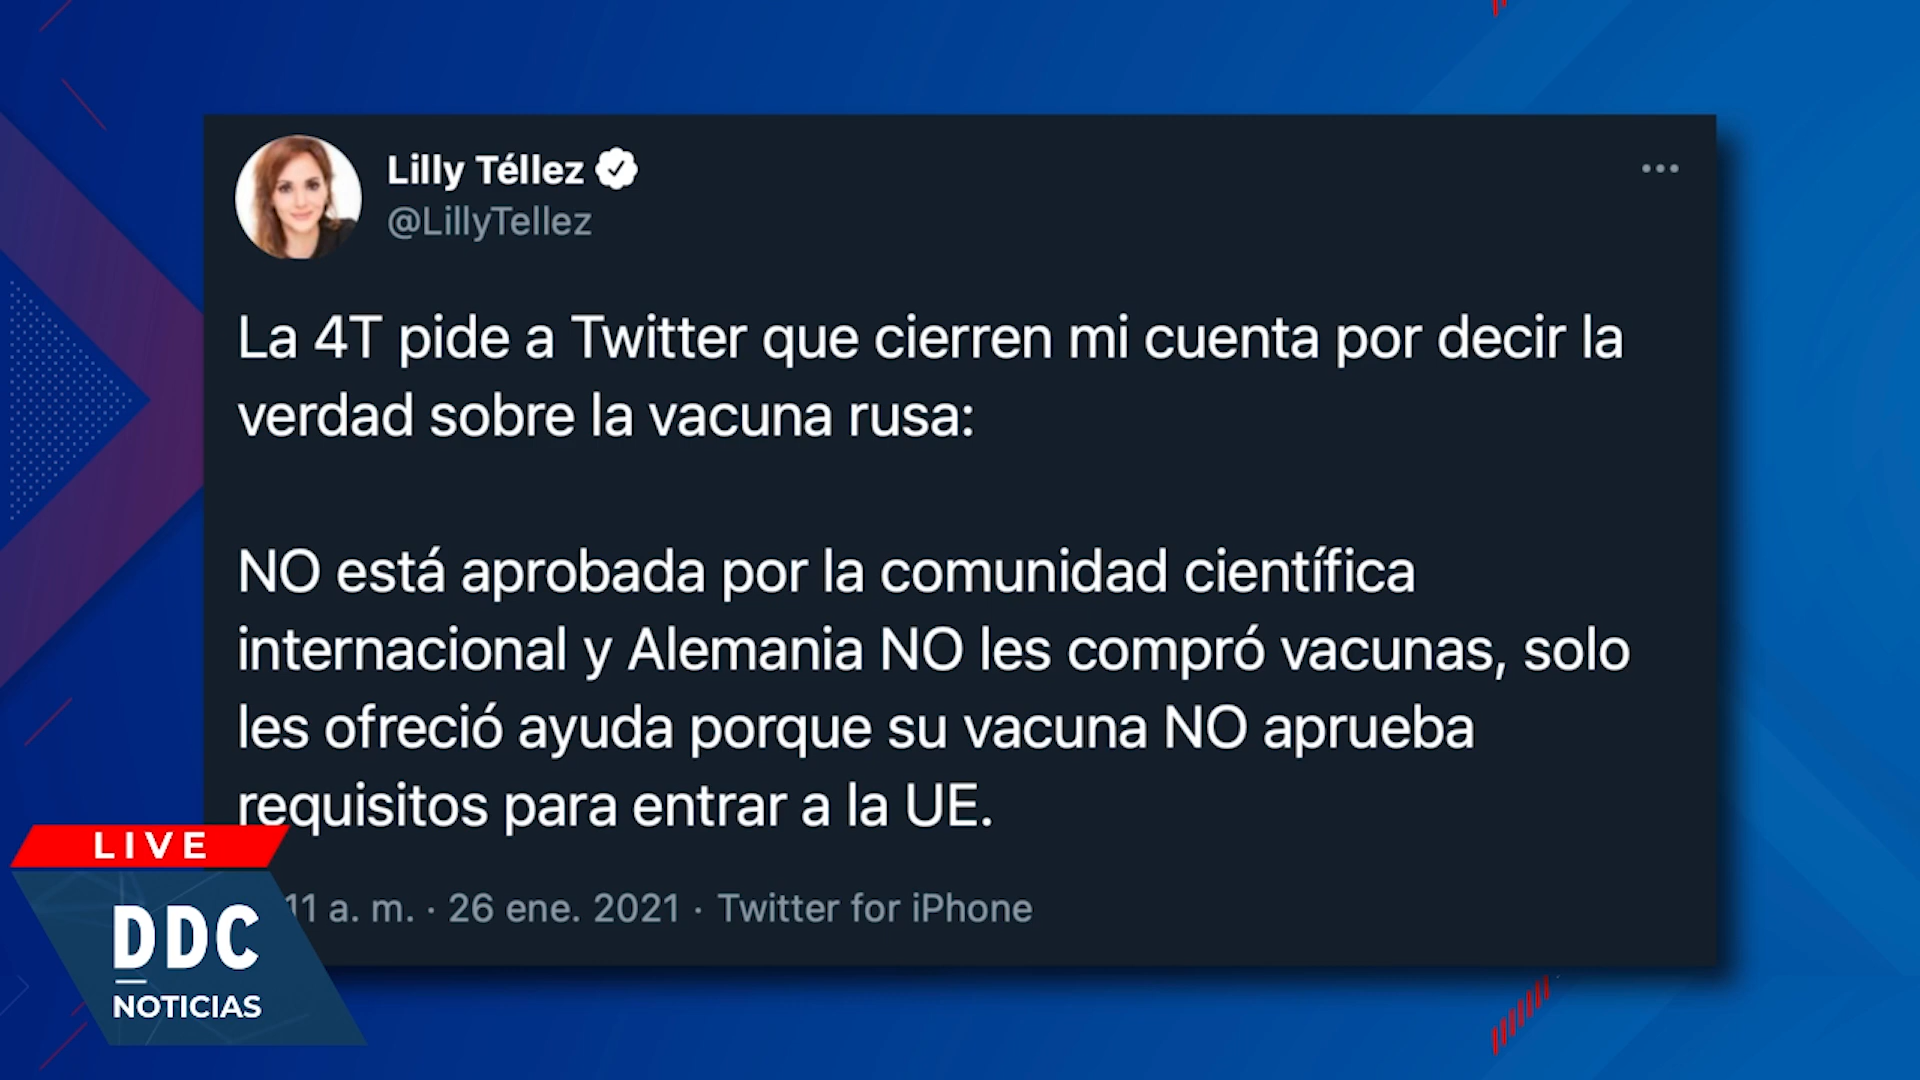 Lilly Téllez
@LillyTellez
La 4T pide a Twitter que cierren mi cuenta por decir la
verdad sobre la vacuna rusa:
NO está aprobada por la comunidad científica
internacional y Alemania NO les compró vacunas, solo
les ofreció ayuda porque su vacuna NO aprueba
requisitos para entrar a la UE.
11 a. m. · 26 ene. 2021 · Twitter for iPhone
LIVE
DDC
NOTICIAS